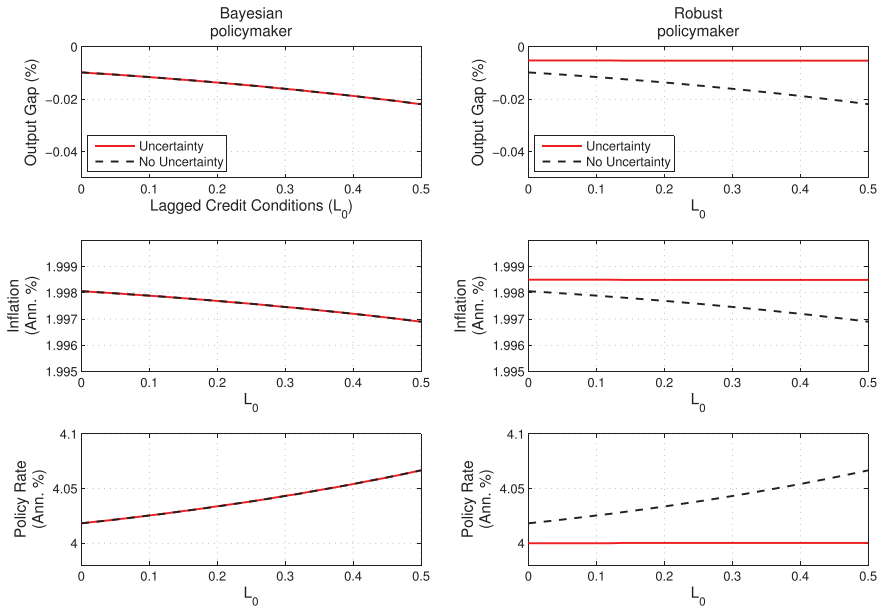 Bayesian
policymaker
Output Gap (%)
0
−0.02
−0.04
Uncertainty
No Uncertainty
0 0.1 0.2 0.3 0.4 0.5
Lagged Credit Conditions (L0)
Robust
policymaker
Output Gap (%)
0
−0.02
−0.04
Uncertainty
No Uncertainty
0 0.1 0.2 0.3 0.4 0.5
L0
Inflation
(Ann. %)
1.999
1.998
1.997
1.996
1.995
0 0.1 0.2 0.3 0.4 0.5
L0
Inflation
(Ann. %)
1.999
1.998
1.997
1.996
1.995
0 0.1 0.2 0.3 0.4 0.5
L0
Policy Rate
(Ann. %)
4.1
4.05
4
0 0.1 0.2 0.3 0.4 0.5
L0
Policy Rate
(Ann. %)
4.1
4.05
4
0 0.1 0.2 0.3 0.4 0.5
L0